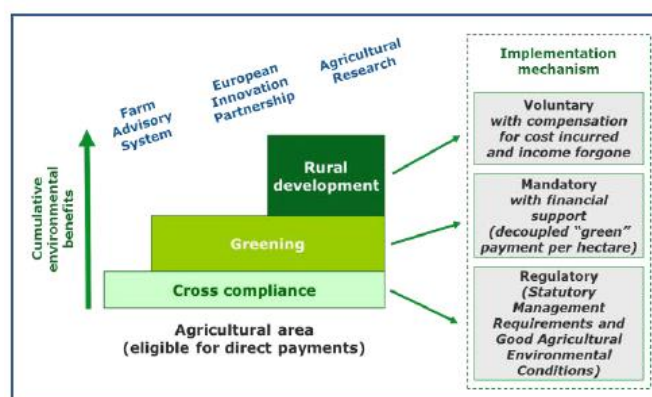 Farm
Advisory
System
European
Innovation
Partnership
Agricultural
Research
Cumulative
environmental
benefits
Rural
development
Greening
Cross compliance
Agricultural area
(eligible for direct payments)
Implementation
mechanism
Voluntary
with compensation
for cost incurred
and income forgone
Mandatory
with financial
support
(decoupled “green”
payment per hectare)
Regulatory
(Statutory
Management
Requirements and
Good Agricultural
Environmental
Conditions)